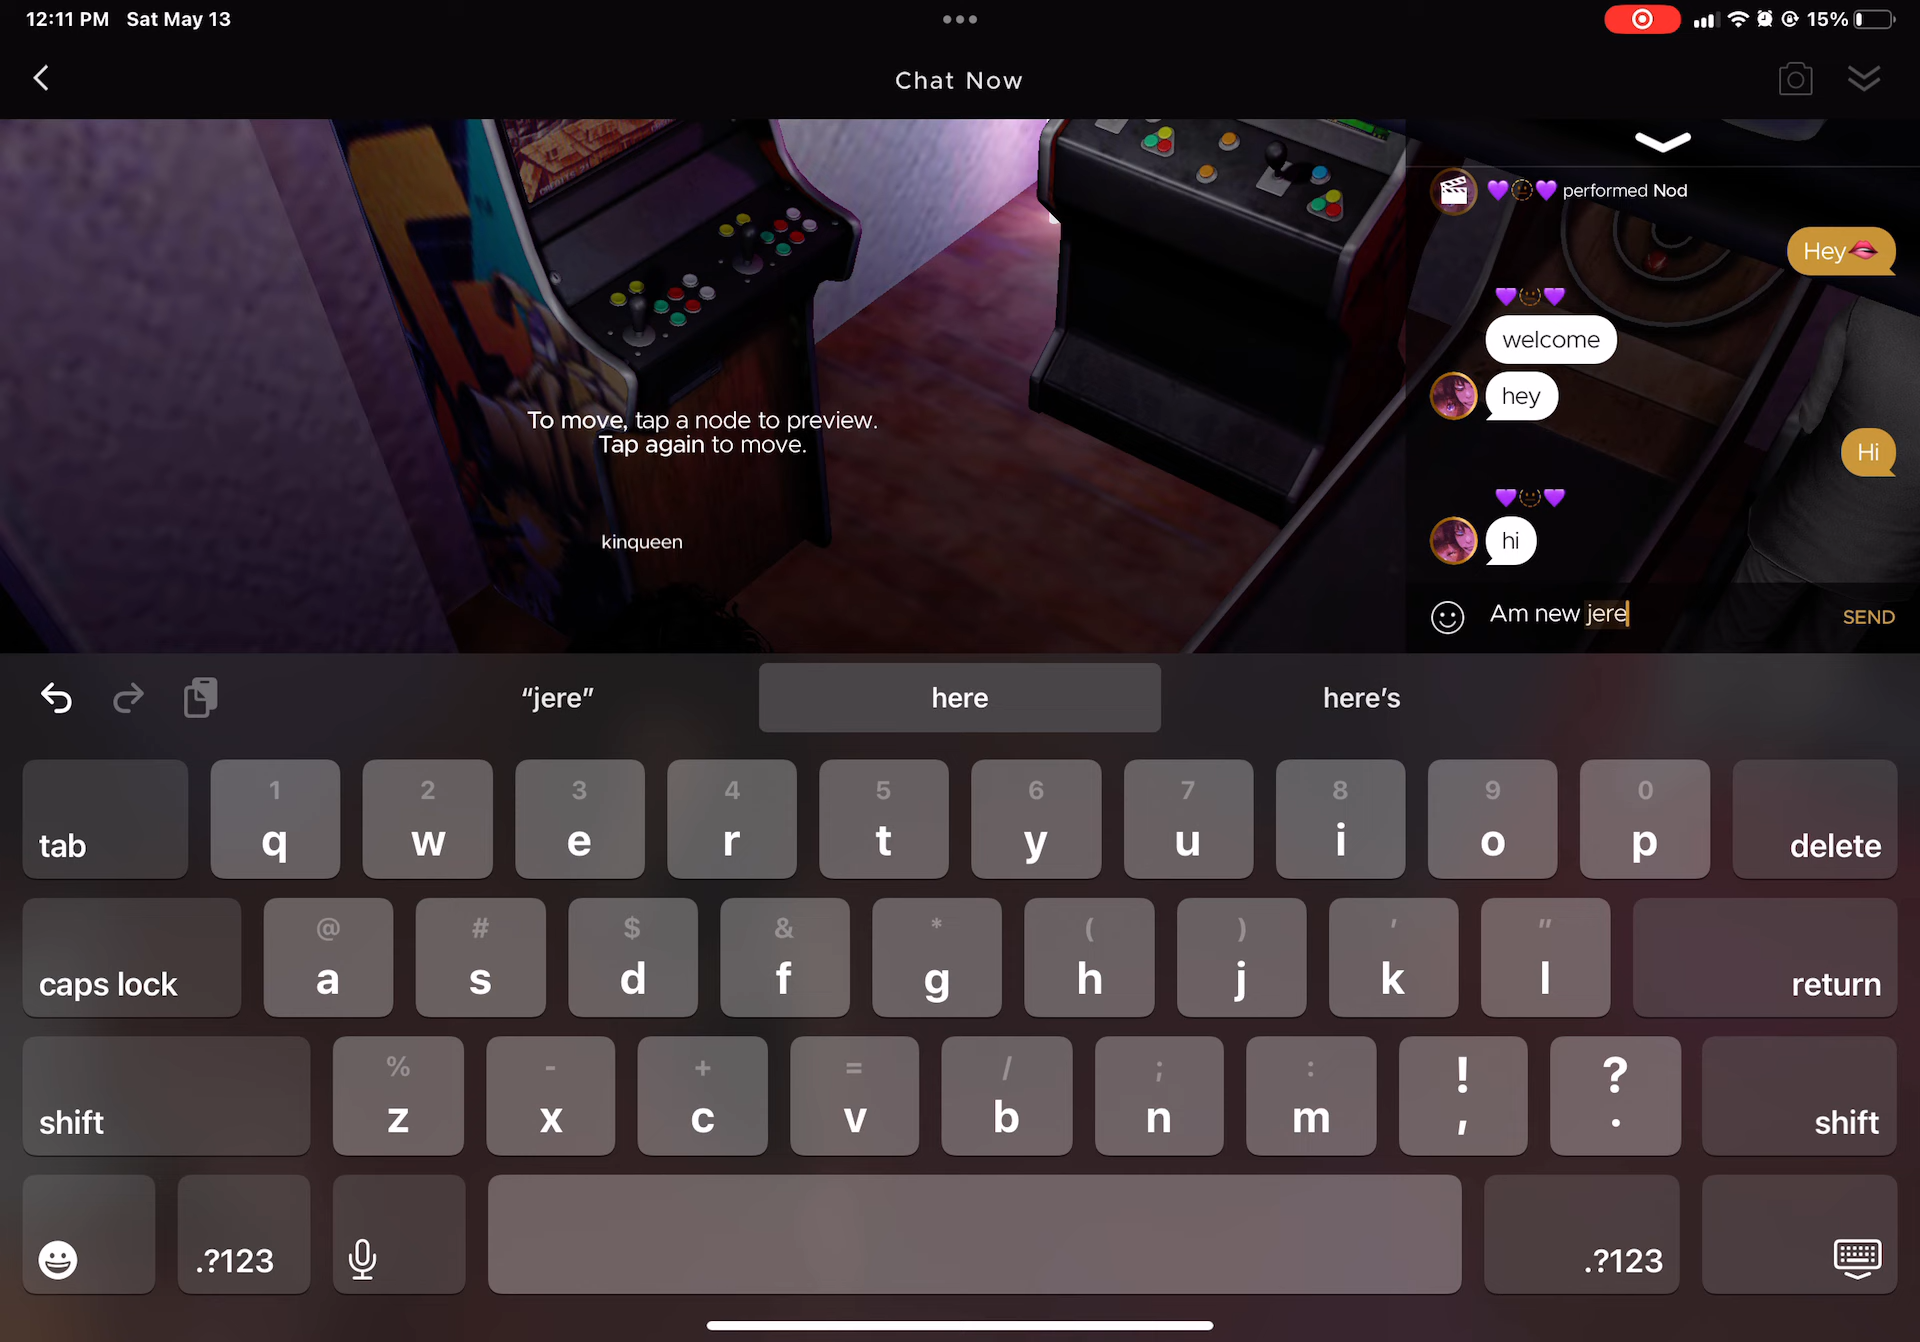 12:11 PM Sat May 13
15%
Chat Now
💜🫥💜 performed Nod
Hey🫦
💜🫥💜
welcome
hey
Hi
💜🫥💜
hi
To move, tap a node to preview.
Tap again to move.
kinqueen
Am new jere
SEND
“jere” here here’s
tab 1 q 2 w 3 e 4 r 5 t 6 y 7 u 8 i 9 o 0 p delete
caps lock @ a # s $ d & f * g ( h ) j ' k " l return
shift % z - x + c = v / b ; n : m ! , ? . shift
.?123 .?123